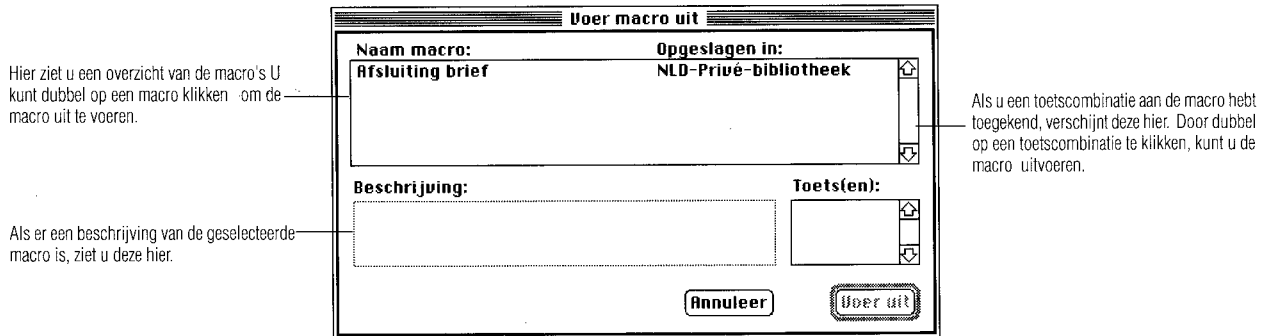 Voer macro uit
Naam macro: Opgeslagen in:
Afsluiting brief NLD-Privé-bibliotheek
Hier ziet u een overzicht van de macro's U
kunt dubbel op een macro klikken om de
macro uit te voeren.
Als u een toetscombinatie aan de macro hebt
toegekend, verschijnt deze hier. Door dubbel
op een toetscombinatie te klikken, kunt u de
macro uitvoeren.
Beschrijving: Toets(en):
Als er een beschrijving van de geselecteerde
macro is, ziet u deze hier.
Annuleer Voer uit